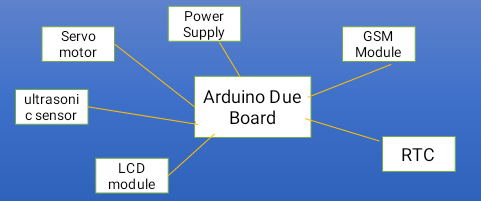 Power
Supply
Servo
motor
GSM
Module
Arduino Due
Board
ultrasoni
c sensor
RTC
LCD
module